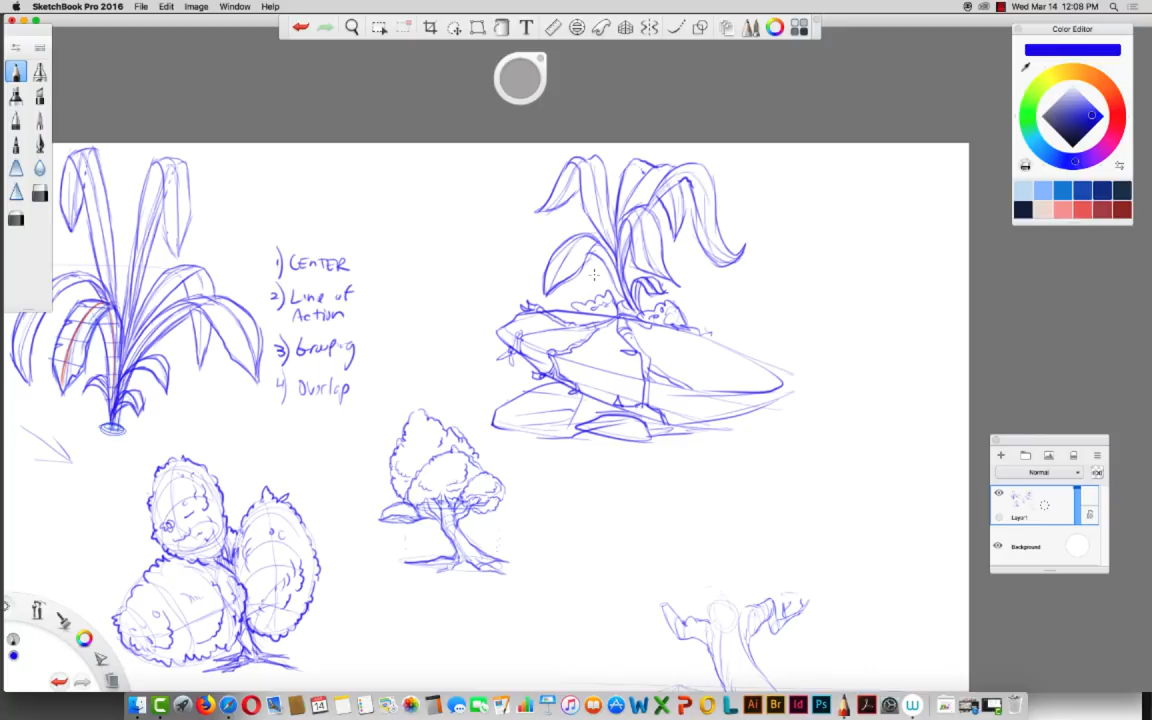 SketchBook Pro 2016 File Edit Image Window Help
Wed Mar 14 12:08 PM
Color Editor
1) CENTER
2) Line of
Action
3) Grouping
4) Overlap
Normal
Layer1
Background